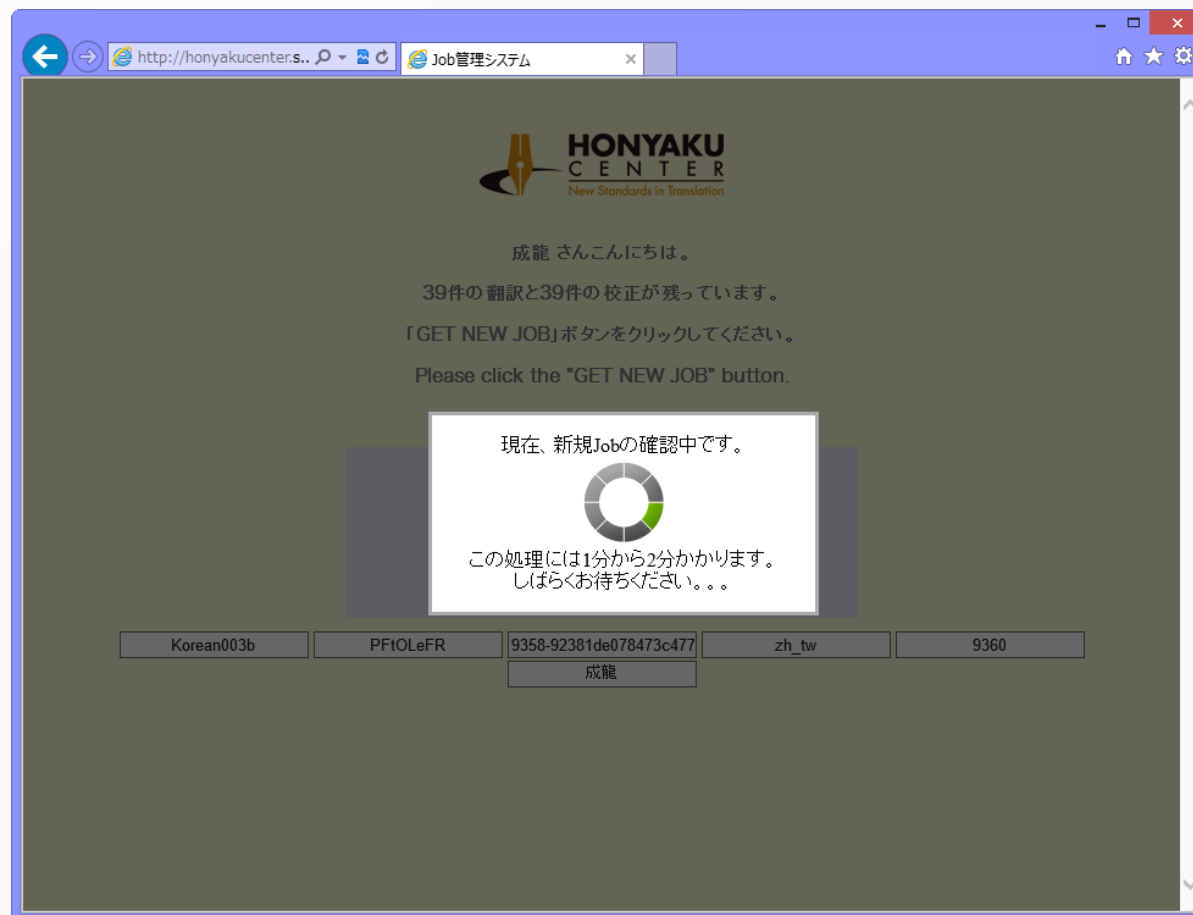 http://honyakucenter.s..
Job管理システム
HONYAKU
CENTER
New Standards in Translation
成龍 さんこんにちは。
39件の 翻訳と39件の 校正が 残っています。
「GET NEW JOB」ボタンをクリックしてください。
Please click the "GET NEW JOB" button.
現在、新規Jobの確認中です。
この処理には1分から2分かかります。
しばらくお待ちください。。。
Korean003b PFtOLeFR 9358-92381de078473c477 zh_tw 9360
成龍